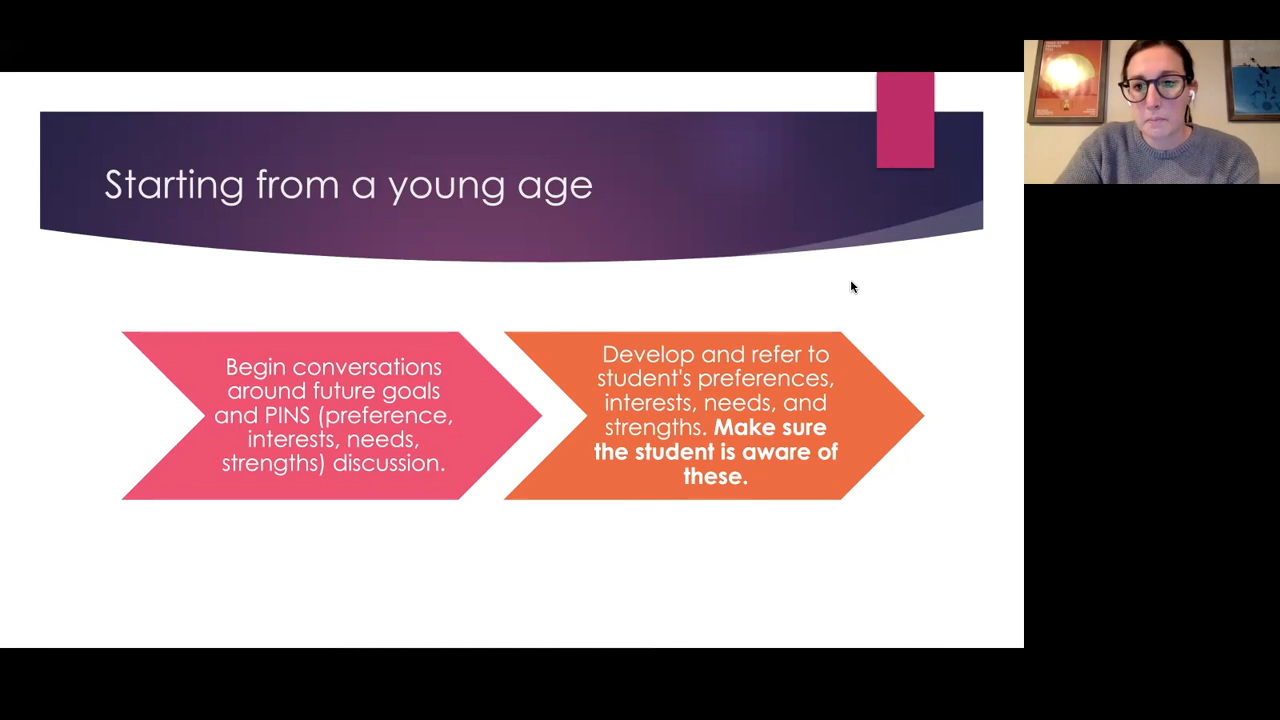 Starting from a young age
Begin conversations
around future goals
and PINS (preference,
interests, needs,
strengths) discussion.
Develop and refer to
student's preferences,
interests, needs, and
strengths. Make sure
the student is aware of
these.